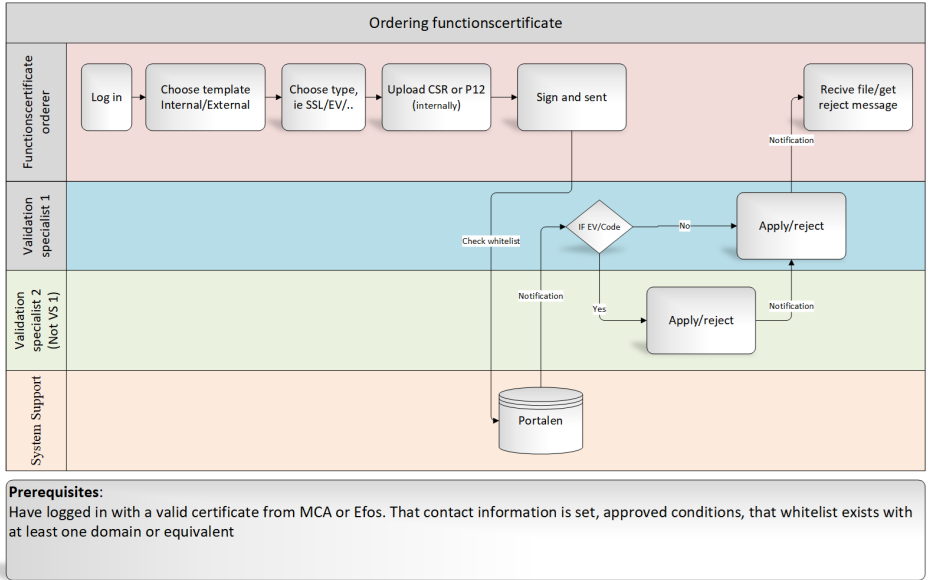 Ordering functionscertificate
Functionscertificate
orderer
Log in
Choose template
Internal/External
Choose type,
ie SSL/EV/..
Upload CSR or P12
(internally)
Sign and sent
Recive file/get
reject message
Notification
Validation
specialist 1
Check whitelist
IF EV/Code
No
Apply/reject
Validation
specialist 2
(Not VS 1)
Notification
Yes
Apply/reject
Notification
System Support
Portalen
Prerequisites:
Have logged in with a valid certificate from MCA or Efos. That contact information is set, approved conditions, that whitelist exists with
at least one domain or equivalent